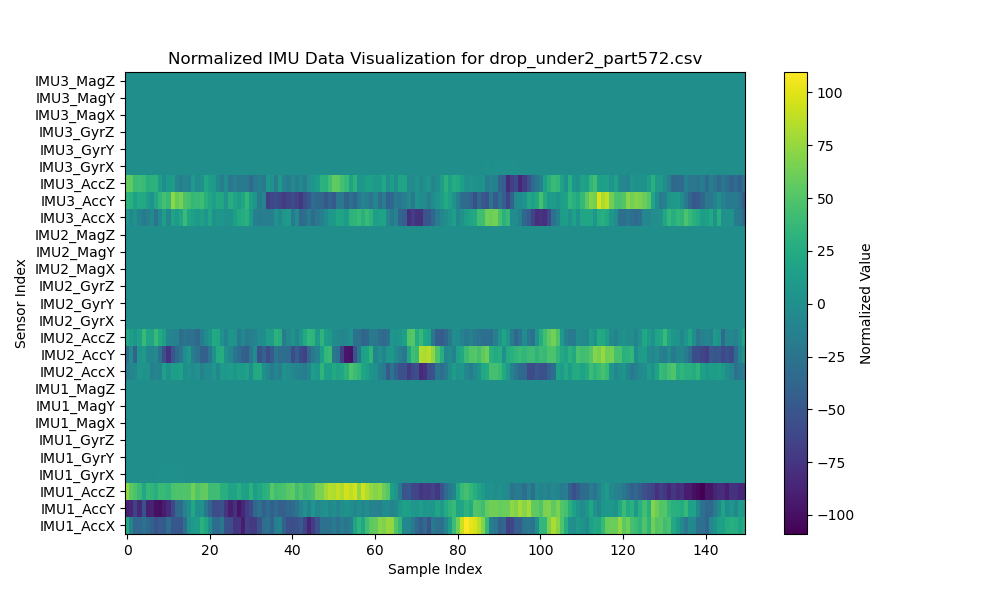 Normalized IMU Data Visualization for drop_under2_part572.csv
IMU3_MagZ
IMU3_MagY
IMU3_MagX
IMU3_GyrZ
IMU3_GyrY
IMU3_GyrX
IMU3_AccZ
IMU3_AccY
IMU3_AccX
IMU2_MagZ
IMU2_MagY
IMU2_MagX
IMU2_GyrZ
IMU2_GyrY
IMU2_GyrX
IMU2_AccZ
IMU2_AccY
IMU2_AccX
IMU1_MagZ
IMU1_MagY
IMU1_MagX
IMU1_GyrZ
IMU1_GyrY
IMU1_GyrX
IMU1_AccZ
IMU1_AccY
IMU1_AccX
Sensor Index
0 20 40 60 80 100 120 140
Sample Index
100
75
50
25
0
−25
−50
−75
−100
Normalized Value